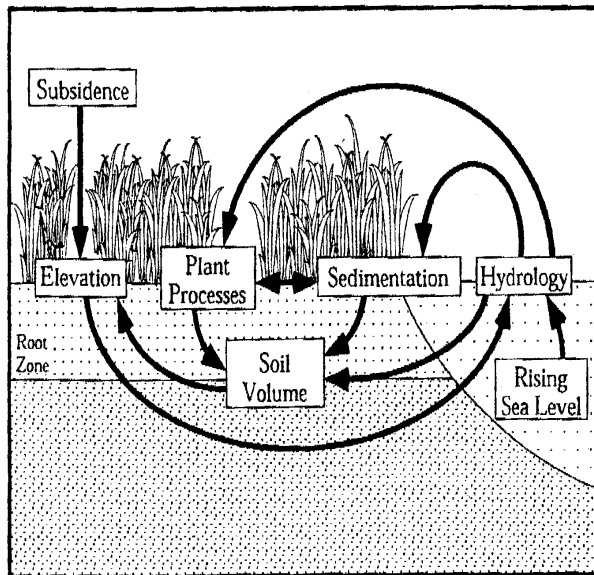 Subsidence
Elevation
Plant
Processes
Sedimentation
Hydrology
Root
Zone
Soil
Volume
Rising
Sea Level